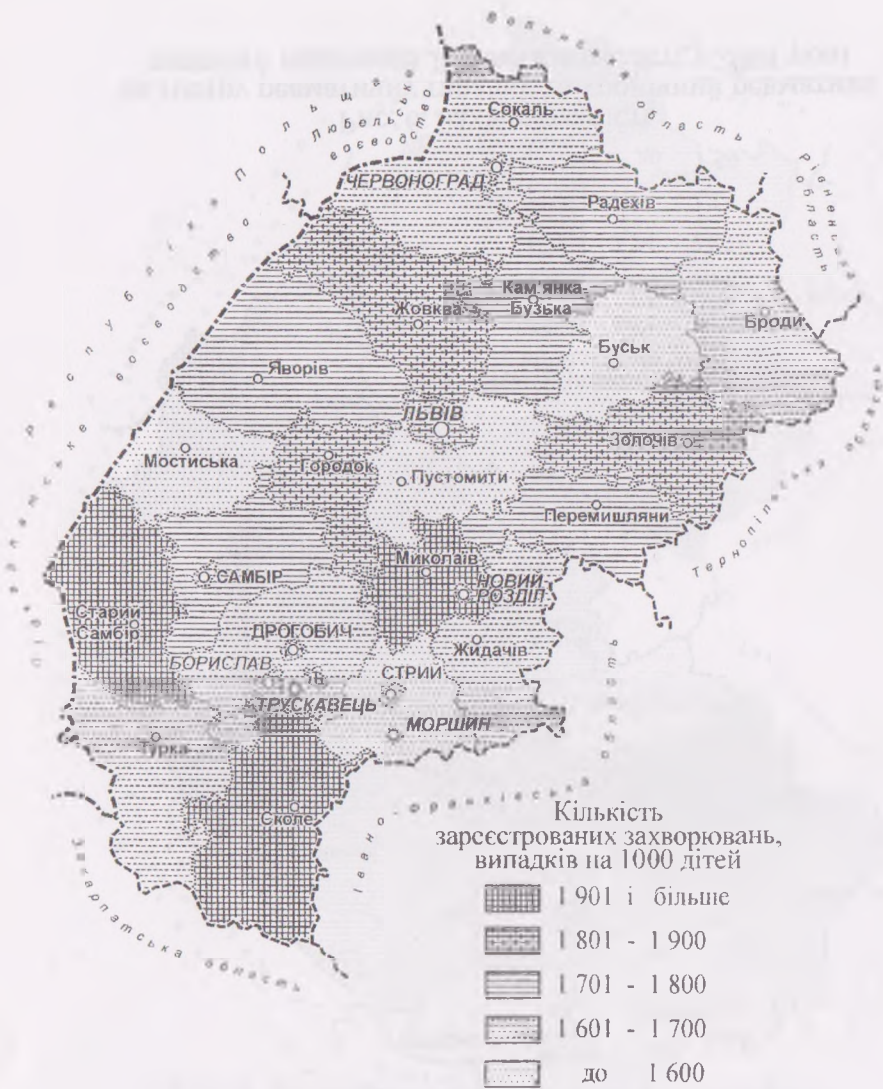 Волинська область
Республіка Польща
Люблінське
воєводство
Рівненська
область
Сокаль
ЧЕРВОНОГРАД
Радехів
Кам'янка-
Бузька
Жовква
Броди
Буськ
Яворів
ЛЬВІВ
Золочів
Мостиська
Городок
Пустомити
Перемишляни
Тернопільська область
Миколаїв
САМБІР
НОВИЙ
РОЗДІЛ
Старий
Самбір
ДРОГОБИЧ
Жидачів
БОРИСЛАВ
СТРИЙ
ТРУСКАВЕЦЬ
МОРШИН
Турка
Сколе
Івано-Франківська область
Закарпатська область
Кількість
зареєстрованих захворювань,
випадків на 1000 дітей
1 901 і більше
1 801 - 1 900
1 701 - 1 800
1 601 - 1 700
до 1 600